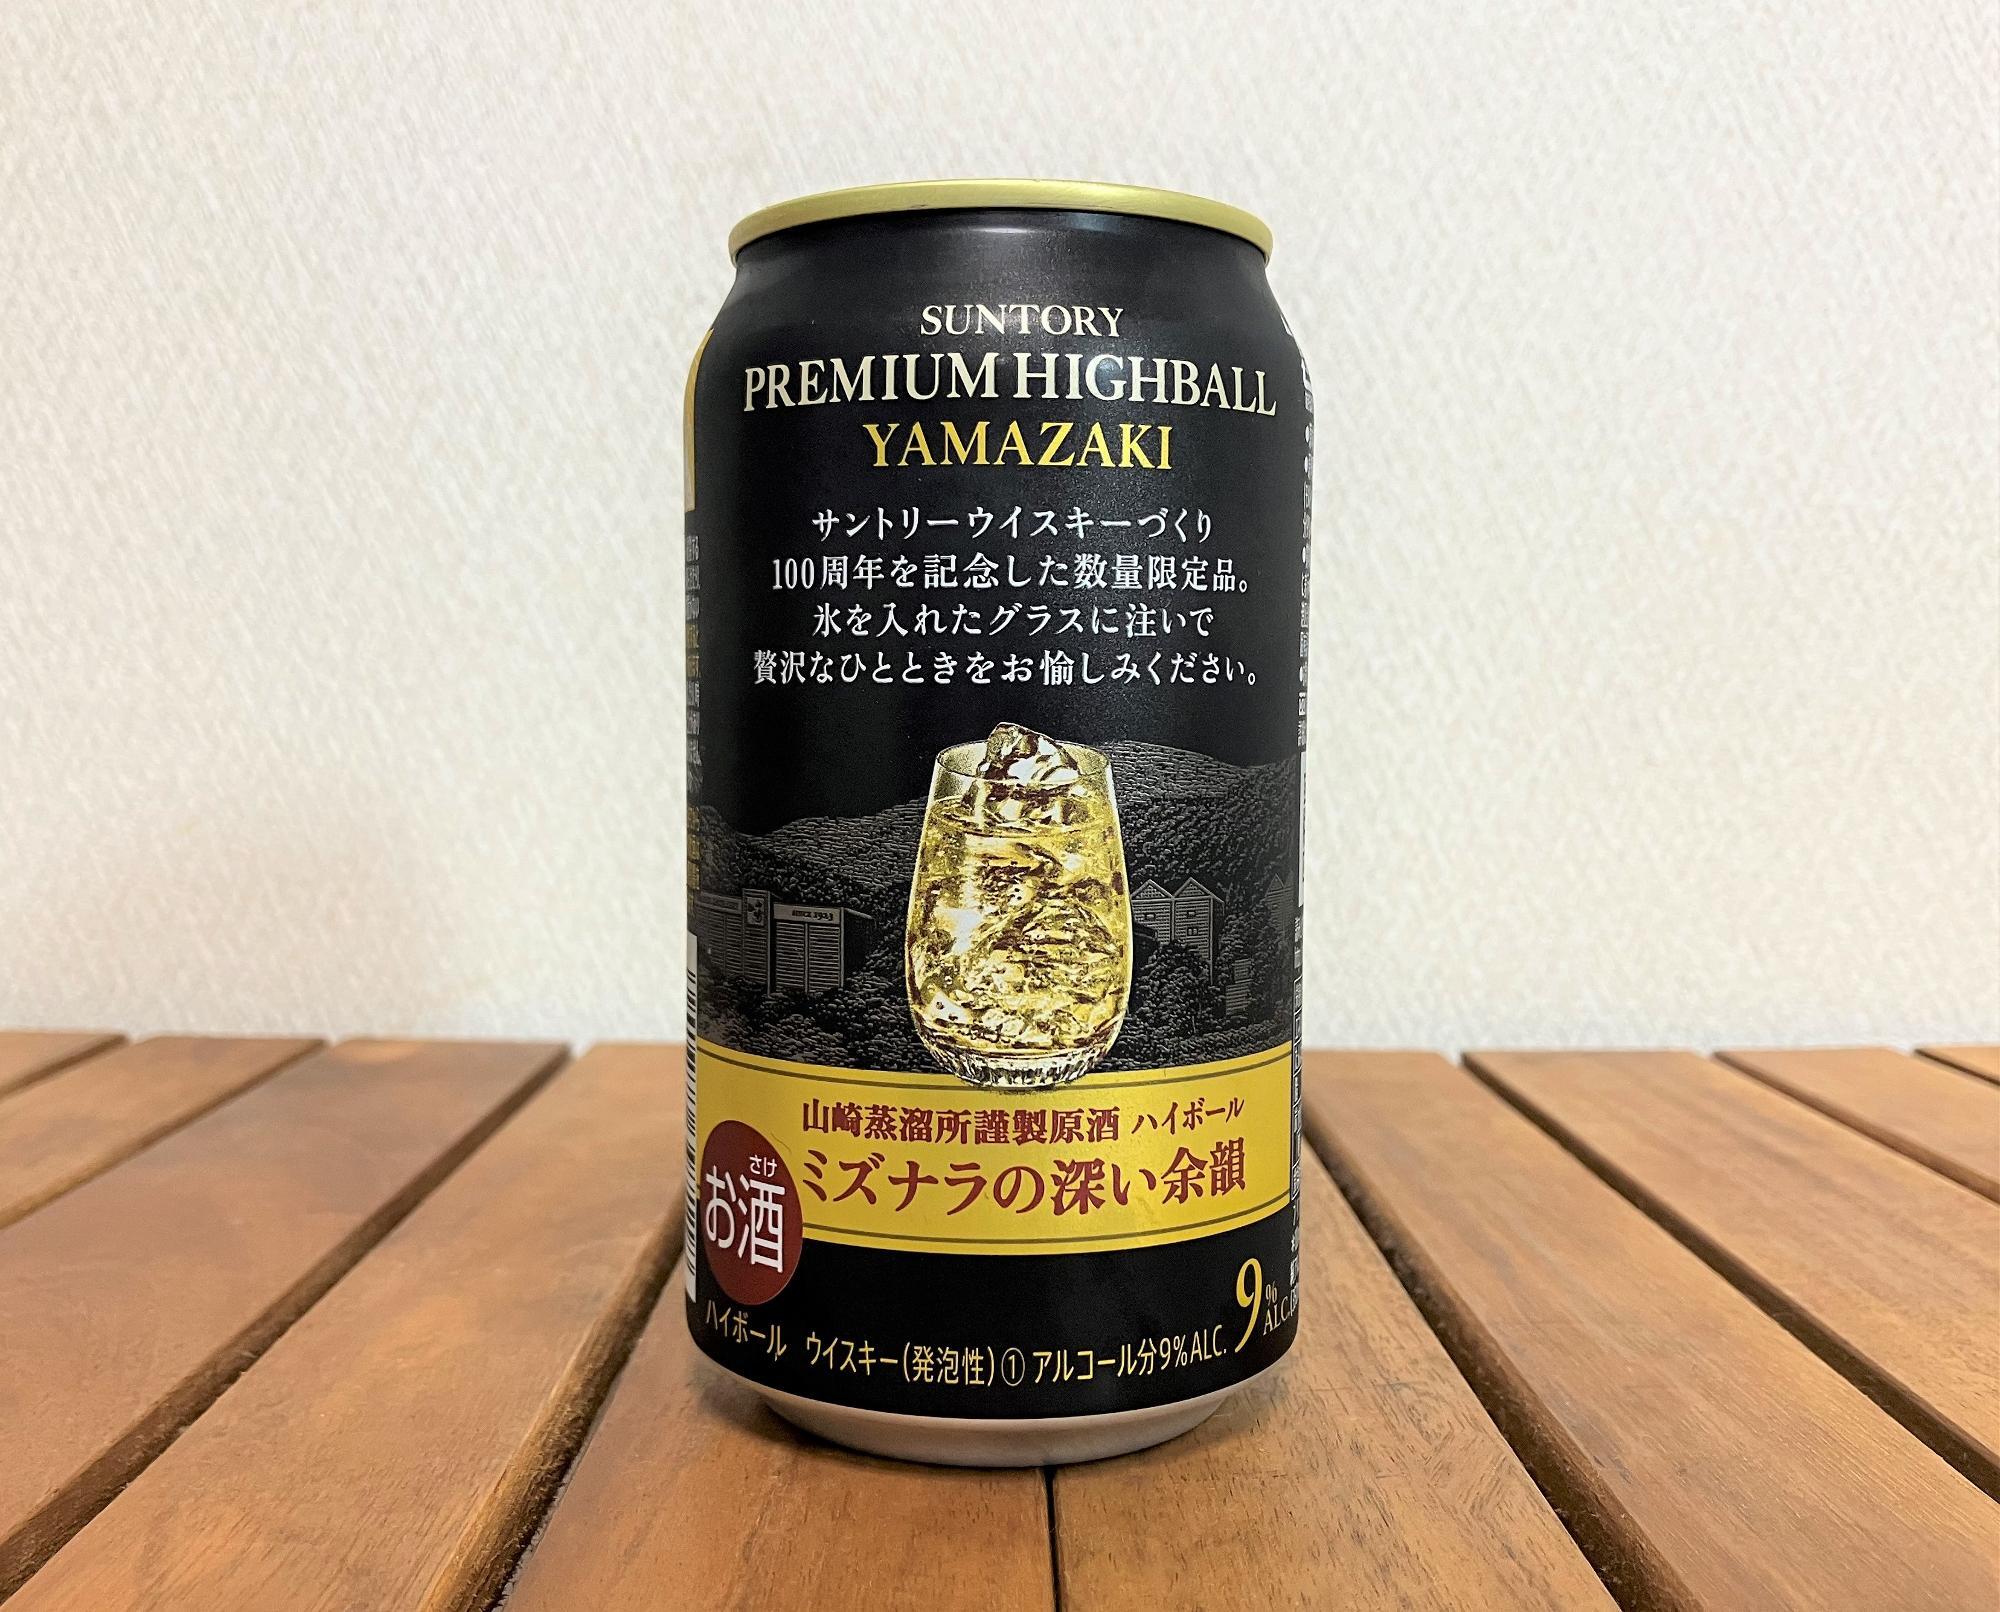 SUNTORY
PREMIUM HIGHBALL
YAMAZAKI
サントリーウイスキーづくり
100周年を記念した数量限定品。
氷を入れたグラスに注いで
贅沢なひとときをお愉しみください。
SINCE 1923
山崎蒸溜所謹製原酒 ハイボール
ミズナラの深い余韻
さけ
お酒
9% ALC.
ハイボール ウイスキー(発泡性)① アルコール分9%ALC.